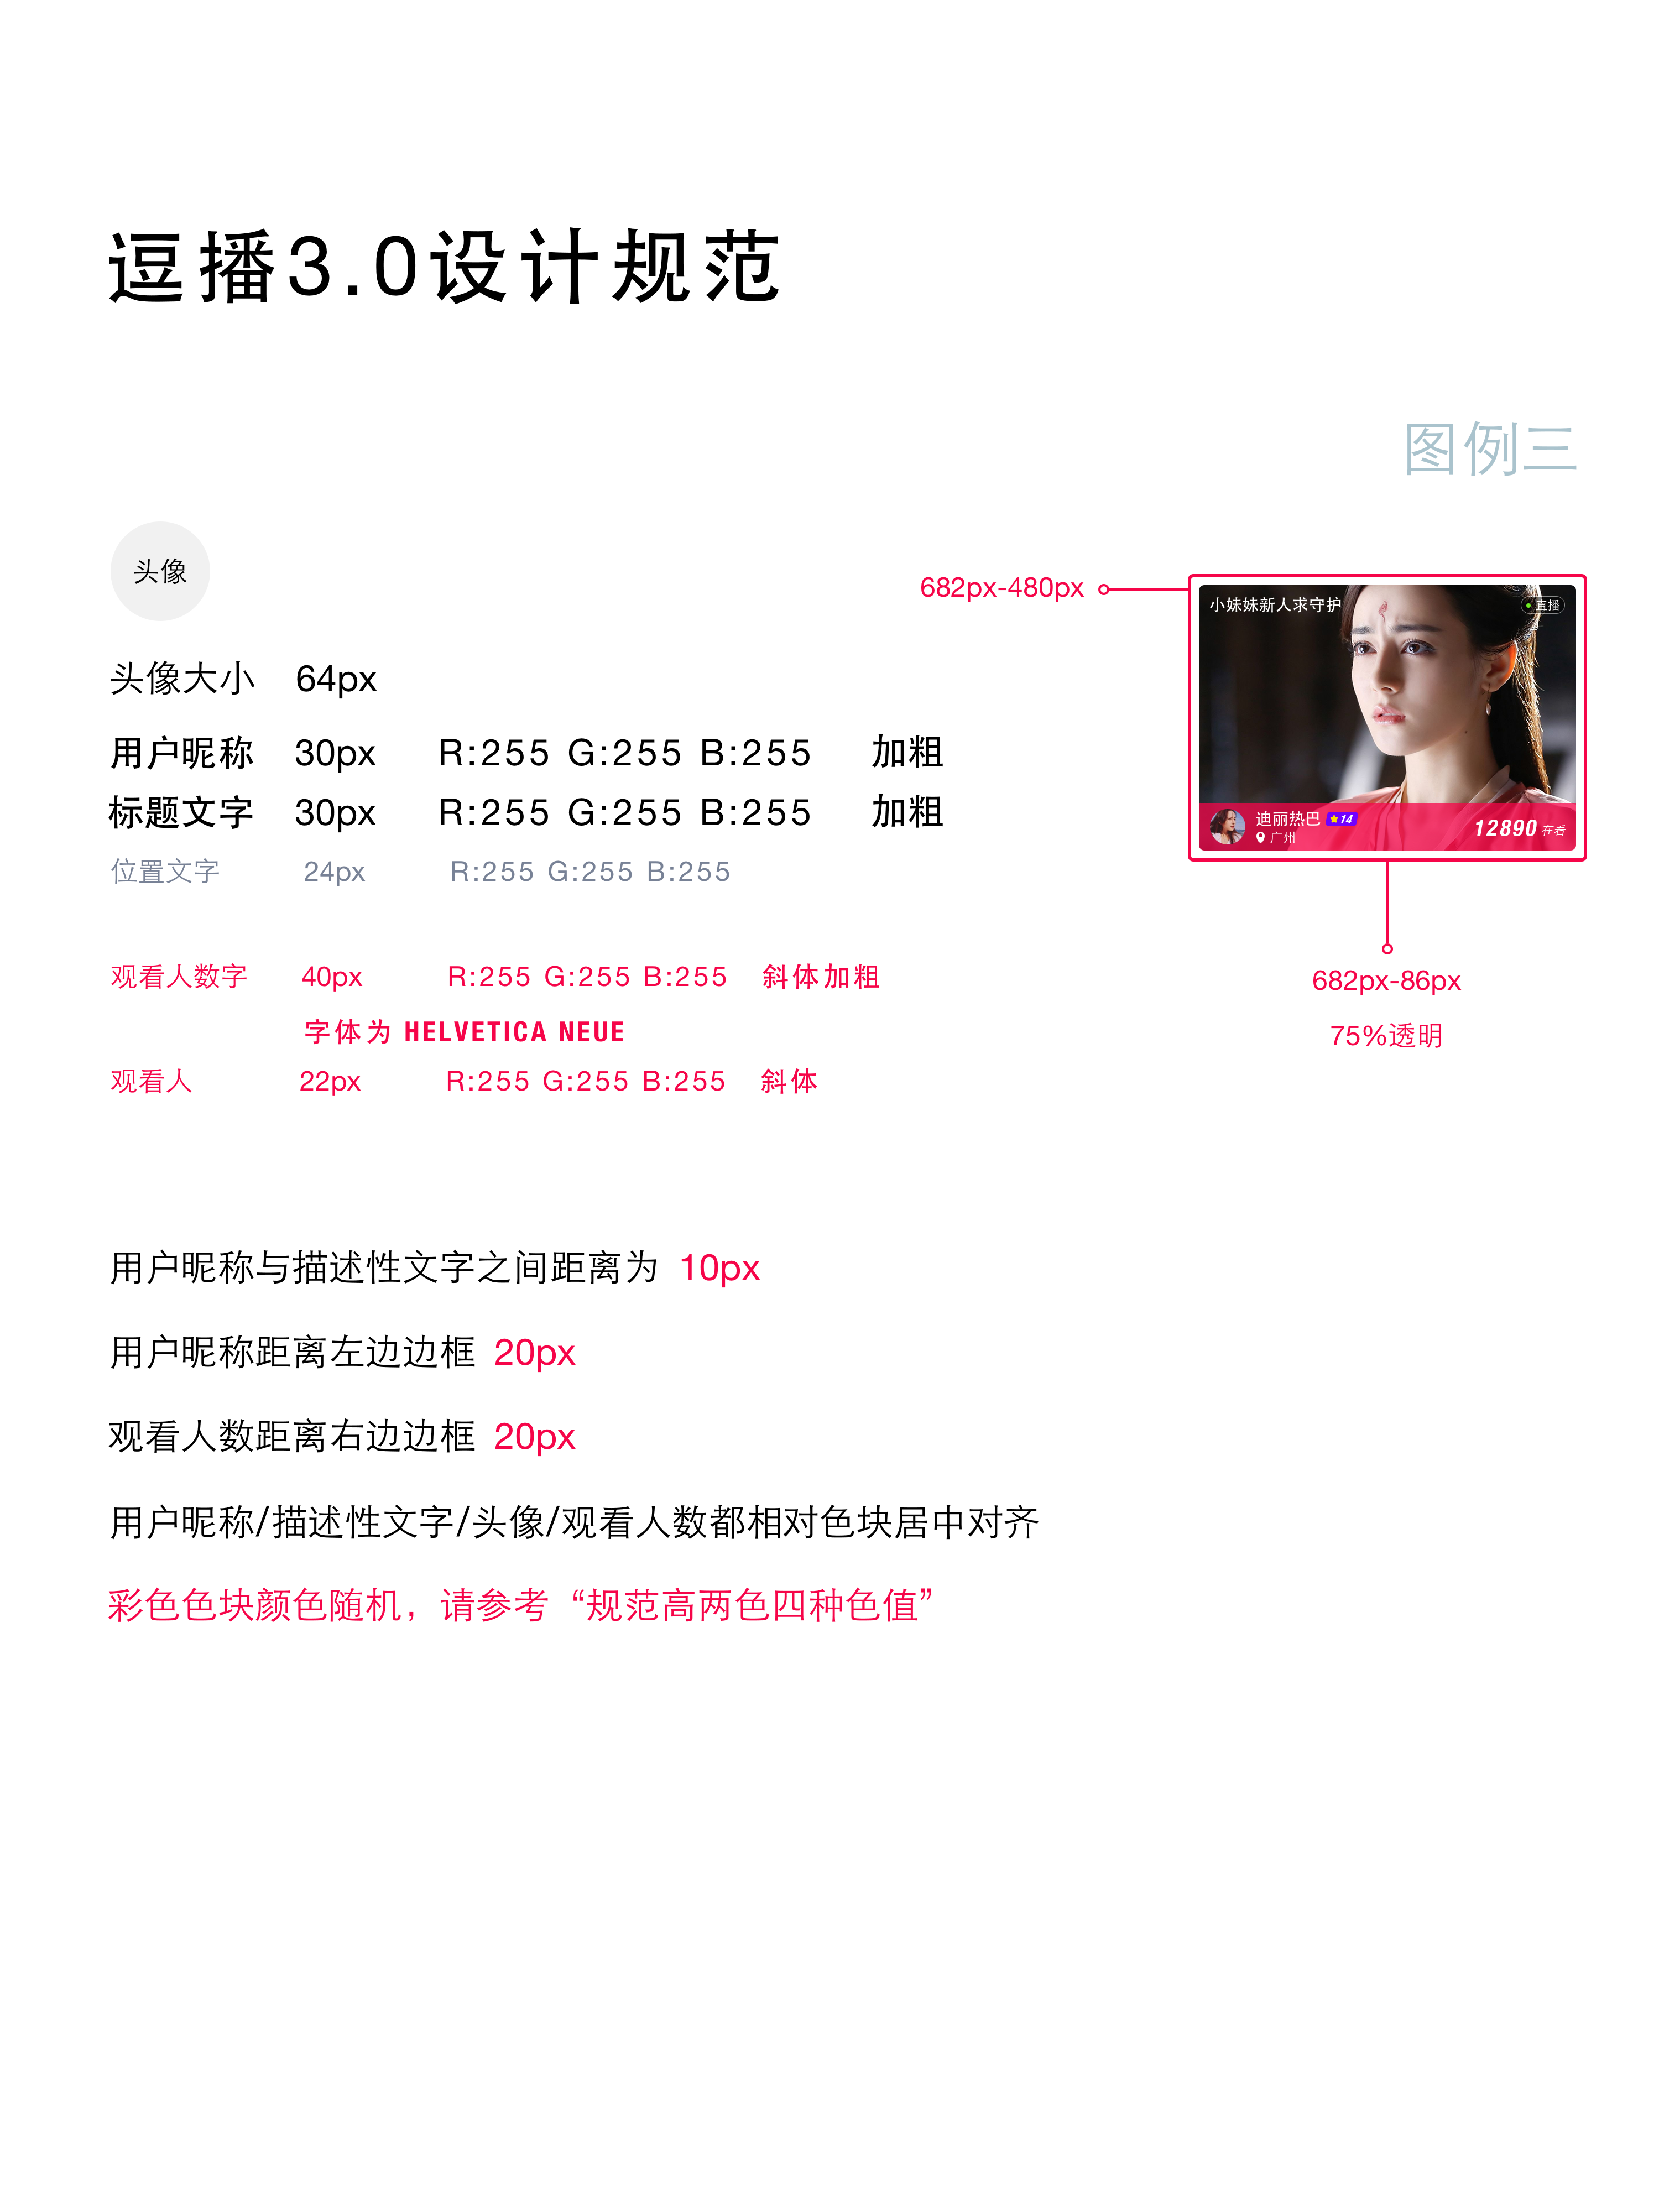 逗播3.0设计规范
图例三
头像
头像大小 64px
用户昵称 30px R:255 G:255 B:255 加粗
标题文字 30px R:255 G:255 B:255 加粗
位置文字 24px R:255 G:255 B:255
观看人数字 40px R:255 G:255 B:255 斜体加粗
字体为 HELVETICA NEUE
观看人 22px R:255 G:255 B:255 斜体
682px-480px
小妹妹新人求守护
直播
迪丽热巴 14
广州
12890 在看
682px-86px
75%透明
用户昵称与描述性文字之间距离为 10px
用户昵称距离左边边框 20px
观看人数距离右边边框 20px
用户昵称/描述性文字/头像/观看人数都相对色块居中对齐
彩色色块颜色随机，请参考“规范高两色四种色值”